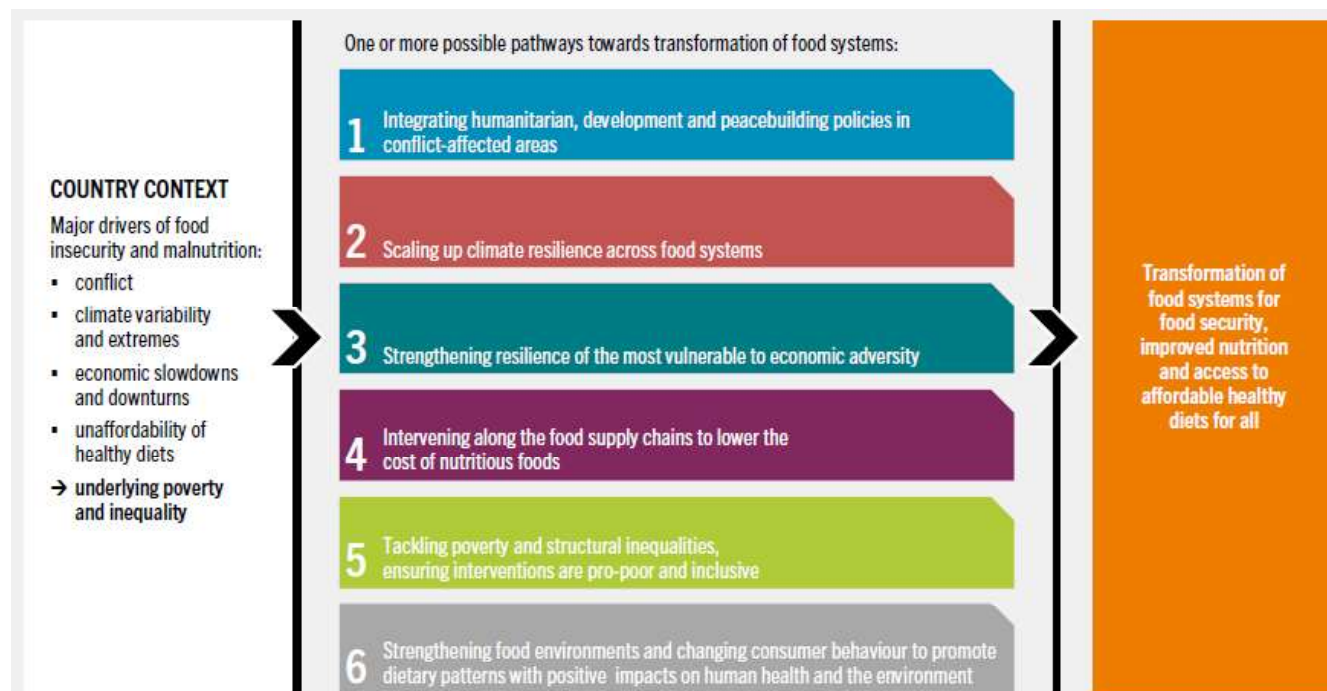 COUNTRY CONTEXT
Major drivers of food
insecurity and malnutrition:
▪ conflict
▪ climate variability
and extremes
▪ economic slowdowns
and downturns
▪ unaffordability of
healthy diets
→ underlying poverty
and inequality
One or more possible pathways towards transformation of food systems:
1 Integrating humanitarian, development and peacebuilding policies in
conflict-affected areas
2 Scaling up climate resilience across food systems
3 Strengthening resilience of the most vulnerable to economic adversity
4 Intervening along the food supply chains to lower the
cost of nutritious foods
5 Tackling poverty and structural inequalities,
ensuring interventions are pro-poor and inclusive
6 Strengthening food environments and changing consumer behaviour to promote
dietary patterns with positive impacts on human health and the environment
Transformation of
food systems for
food security,
improved nutrition
and access to
affordable healthy
diets for all